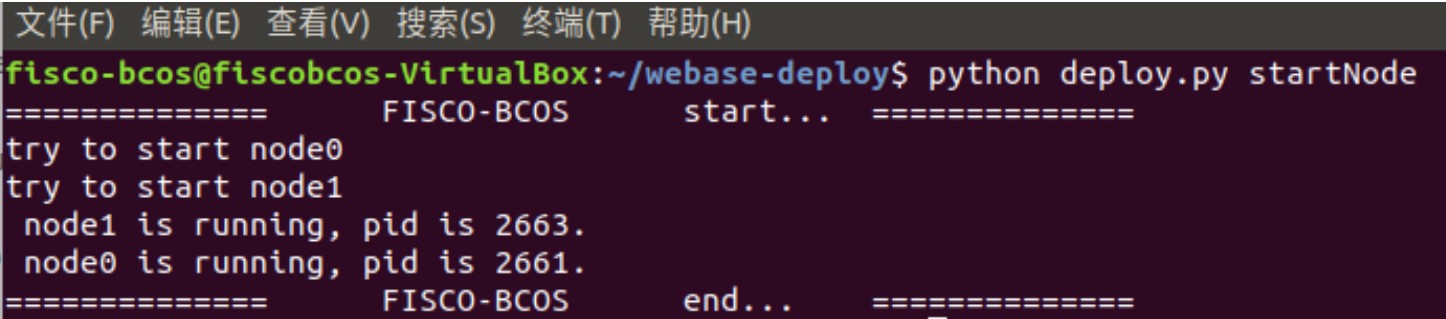 文件(F) 编辑(E) 查看(V) 搜索(S) 终端(T) 帮助(H)
fisco-bcos@fiscobcos-VirtualBox:~/webase-deploy$ python deploy.py startNode
============== FISCO-BCOS start... ==============
try to start node0
try to start node1
node1 is running, pid is 2663.
node0 is running, pid is 2661.
============== FISCO-BCOS end... ==============